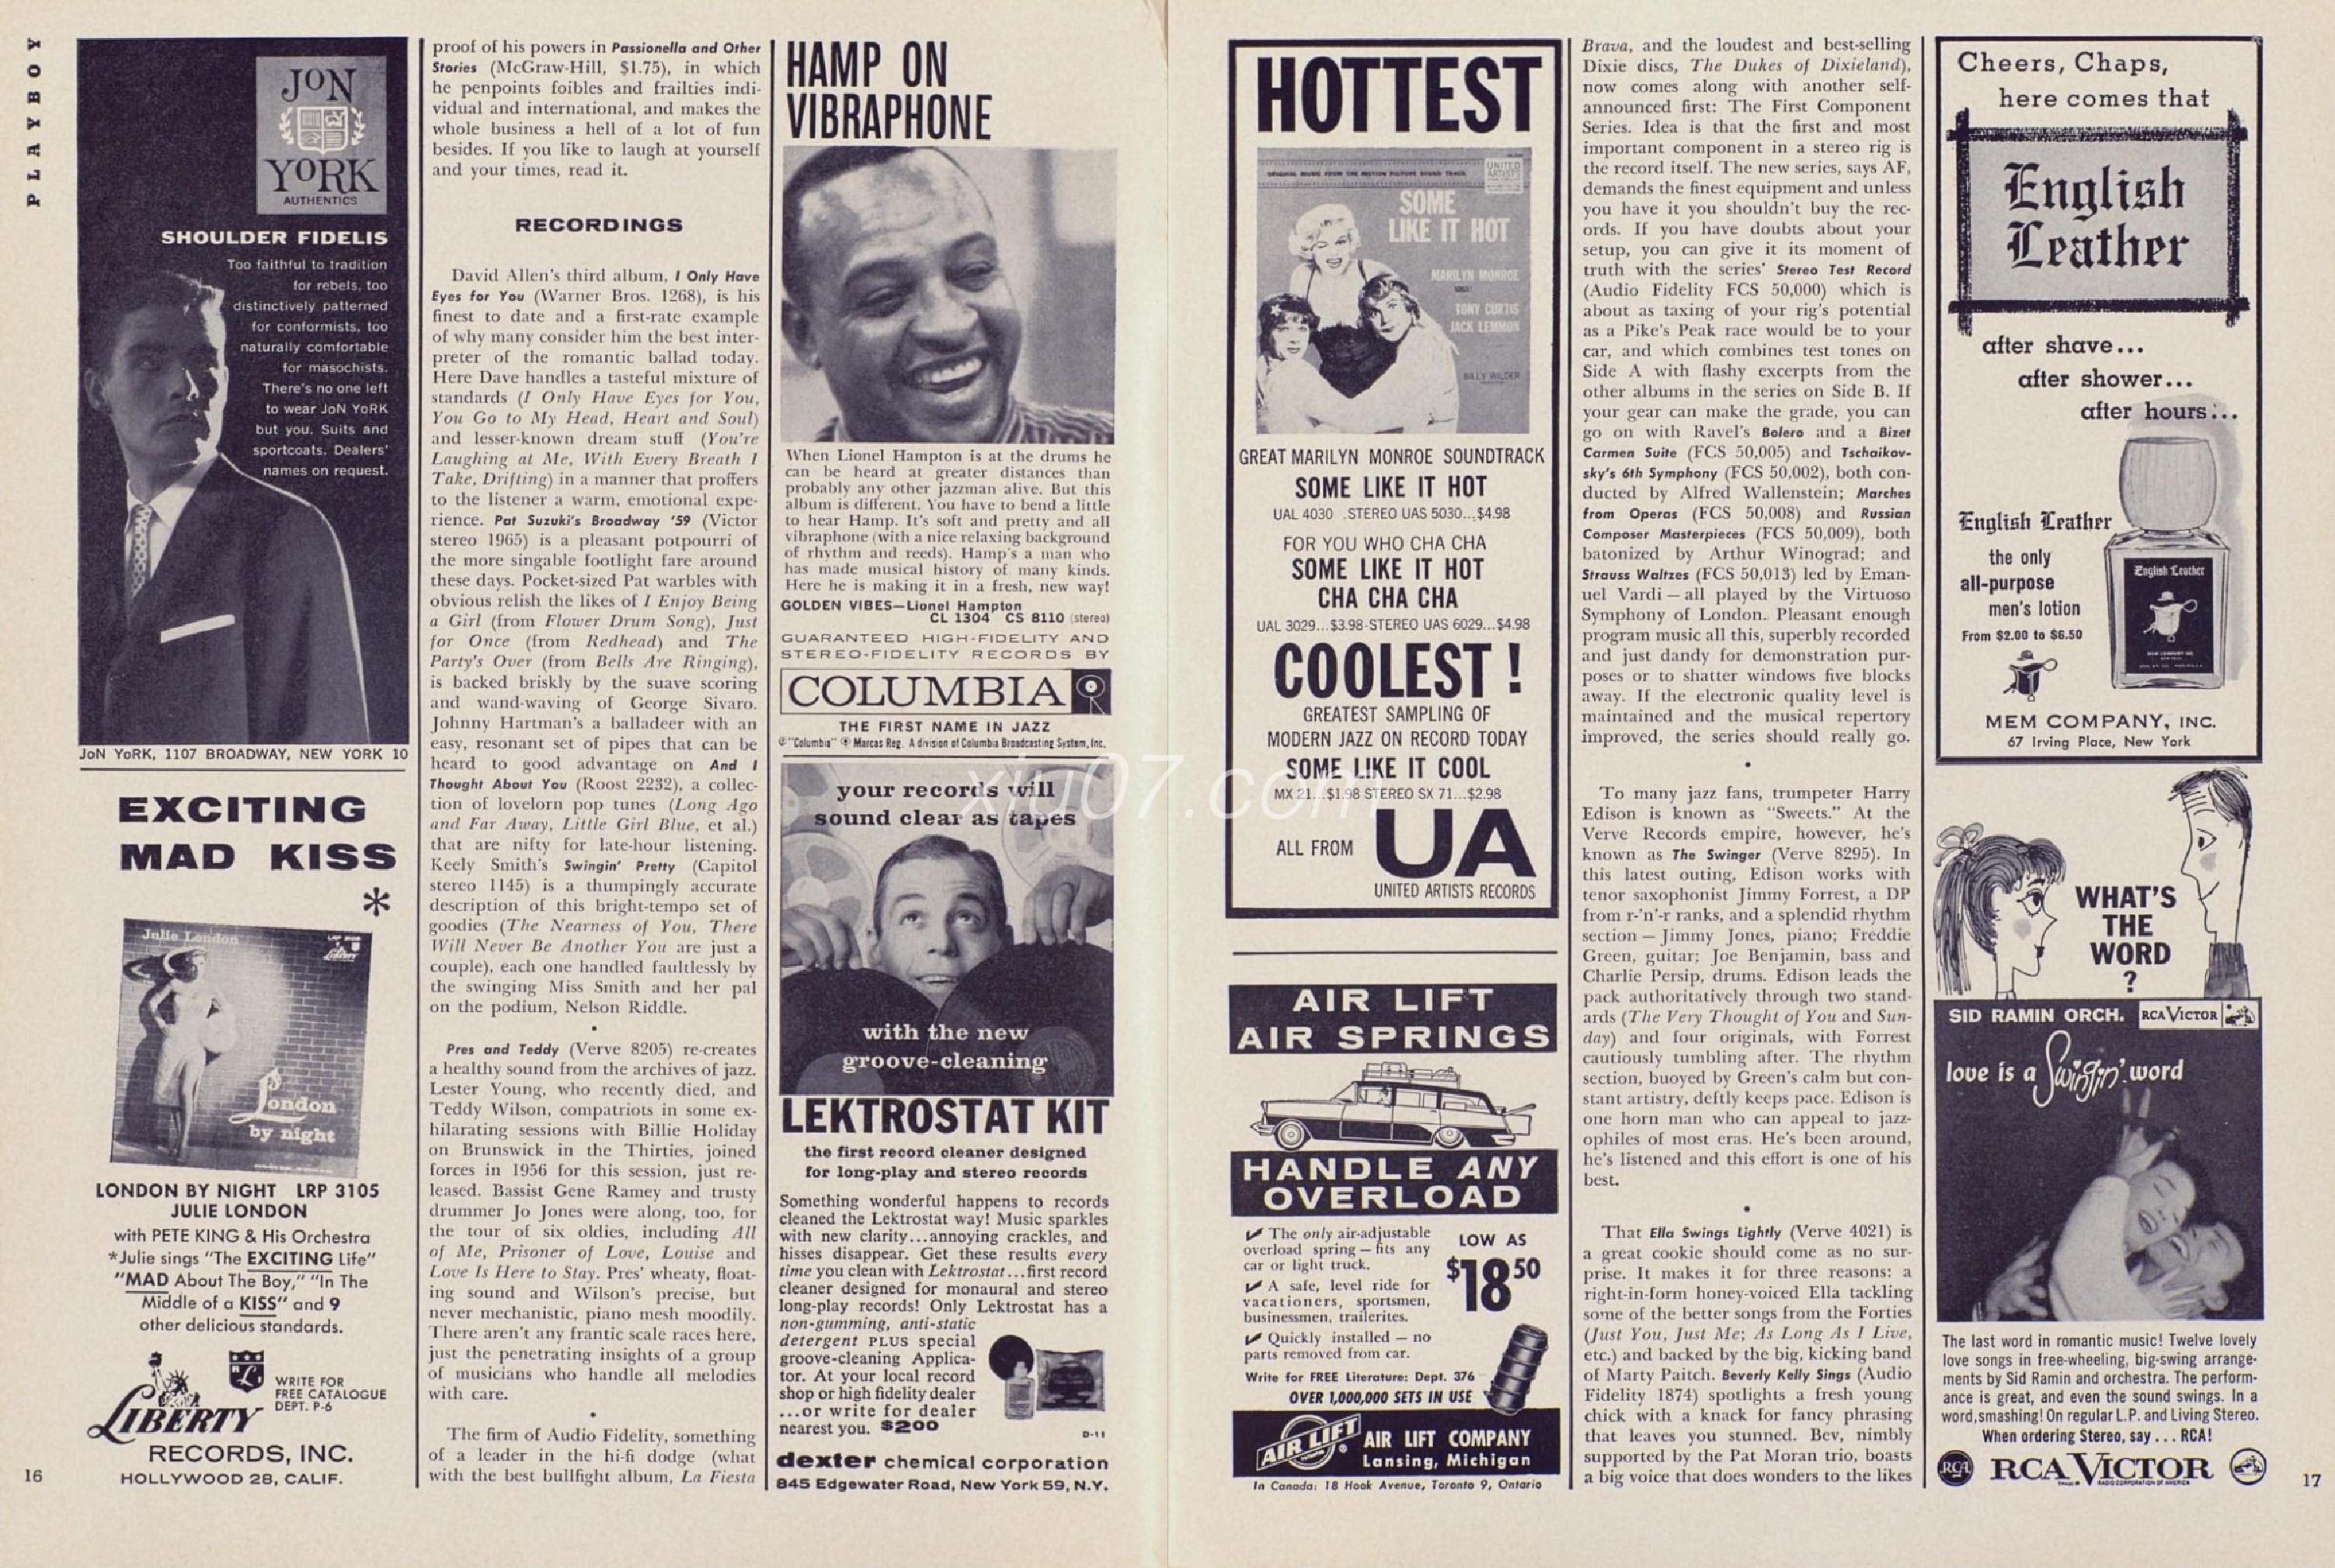 PLAYBOY
JoN
YoRK
AUTHENTICS
SHOULDER FIDELIS
Too faithful to tradition
for rebels, too
distinctively patterned
for conformists, too
naturally comfortable
for masochists.
There's no one left
to wear JoN YoRK
but you. Suits and
sportcoats. Dealers'
names on request.
JoN YoRK, 1107 BROADWAY, NEW YORK 10
EXCITING
MAD KISS
*
Julie London
London
by night
LONDON BY NIGHT LRP 3105
JULIE LONDON
with PETE KING & His Orchestra
*Julie sings "The EXCITING Life"
"MAD About The Boy," "In The
Middle of a KISS" and 9
other delicious standards.
WRITE FOR
FREE CATALOGUE
DEPT. P-6
LIBERTY
RECORDS, INC.
HOLLYWOOD 28, CALIF.
16
proof of his powers in Passionella and Other
Stories (McGraw-Hill, $1.75), in which
he penpoints foibles and frailties indi-
vidual and international, and makes the
whole business a hell of a lot of fun
besides. If you like to laugh at yourself
and your times, read it.
RECORDINGS
David Allen's third album, I Only Have
Eyes for You (Warner Bros. 1268), is his
finest to date and a first-rate example
of why many consider him the best inter-
preter of the romantic ballad today.
Here Dave handles a tasteful mixture of
standards (I Only Have Eyes for You,
You Go to My Head, Heart and Soul)
and lesser-known dream stuff (You're
Laughing at Me, With Every Breath I
Take, Drifting) in a manner that proffers
to the listener a warm, emotional expe-
rience. Pat Suzuki's Broadway '59 (Victor
stereo 1965) is a pleasant potpourri of
the more singable footlight fare around
these days. Pocket-sized Pat warbles with
obvious relish the likes of I Enjoy Being
a Girl (from Flower Drum Song), Just
for Once (from Redhead) and The
Party's Over (from Bells Are Ringing),
is backed briskly by the suave scoring
and wand-waving of George Sivaro.
Johnny Hartman's a balladeer with an
easy, resonant set of pipes that can be
heard to good advantage on And I
Thought About You (Roost 2232), a collec-
tion of lovelorn pop tunes (Long Ago
and Far Away, Little Girl Blue, et al.)
that are nifty for late-hour listening.
Keely Smith's Swingin' Pretty (Capitol
stereo 1145) is a thumpingly accurate
description of this bright-tempo set of
goodies (The Nearness of You, There
Will Never Be Another You are just a
couple), each one handled faultlessly by
the swinging Miss Smith and her pal
on the podium, Nelson Riddle.
•
Pres and Teddy (Verve 8205) re-creates
a healthy sound from the archives of jazz.
Lester Young, who recently died, and
Teddy Wilson, compatriots in some ex-
hilarating sessions with Billie Holiday
on Brunswick in the Thirties, joined
forces in 1956 for this session, just re-
leased. Bassist Gene Ramey and trusty
drummer Jo Jones were along, too, for
the tour of six oldies, including All
of Me, Prisoner of Love, Louise and
Love Is Here to Stay. Pres' wheaty, float-
ing sound and Wilson's precise, but
never mechanistic, piano mesh moodily.
There aren't any frantic scale races here,
just the penetrating insights of a group
of musicians who handle all melodies
with care.
•
The firm of Audio Fidelity, something
of a leader in the hi-fi dodge (what
with the best bullfight album, La Fiesta
HAMP ON
VIBRAPHONE
When Lionel Hampton is at the drums he
can be heard at greater distances than
probably any other jazzman alive. But this
album is different. You have to bend a little
to hear Hamp. It's soft and pretty and all
vibraphone (with a nice relaxing background
of rhythm and reeds). Hamp's a man who
has made musical history of many kinds.
Here he is making it in a fresh, new way!
GOLDEN VIBES—Lionel Hampton
CL 1304 CS 8110 (stereo)
GUARANTEED HIGH-FIDELITY AND
STEREO-FIDELITY RECORDS BY
COLUMBIA
THE FIRST NAME IN JAZZ
® "Columbia" ® Marcas Reg. A division of Columbia Broadcasting System, Inc.
your records will
sound clear as tapes
with the new
groove-cleaning
LEKTROSTAT KIT
the first record cleaner designed
for long-play and stereo records
Something wonderful happens to records
cleaned the Lektrostat way! Music sparkles
with new clarity...annoying crackles, and
hisses disappear. Get these results every
time you clean with Lektrostat...first record
cleaner designed for monaural and stereo
long-play records! Only Lektrostat has a
non-gumming, anti-static
detergent PLUS special
groove-cleaning Applica-
tor. At your local record
shop or high fidelity dealer
...or write for dealer
nearest you. $2.00
D-11
dexter chemical corporation
845 Edgewater Road, New York 59, N.Y.
HOTTEST
ORIGINAL MUSIC FROM THE MOTION PICTURE SOUND TRACK
UNITED
ARTISTS
SOME
LIKE IT HOT
MARILYN MONROE
TONY CURTIS
JACK LEMMON
BILLY WILDER
GREAT MARILYN MONROE SOUNDTRACK
SOME LIKE IT HOT
UAL 4030 . STEREO UAS 5030...$4.98
FOR YOU WHO CHA CHA
SOME LIKE IT HOT
CHA CHA CHA
UAL 3029...$3.98-STEREO UAS 6029...$4.98
COOLEST !
GREATEST SAMPLING OF
MODERN JAZZ ON RECORD TODAY
SOME LIKE IT COOL
MX 21...$1.98 STEREO SX 71...$2.98
ALL FROM UA
UNITED ARTISTS RECORDS
xiu07.com
AIR LIFT
AIR SPRINGS
HANDLE ANY
OVERLOAD
✔ The only air-adjustable
overload spring — fits any
car or light truck.
✔ A safe, level ride for
vacationers, sportsmen,
businessmen, trailerites.
✔ Quickly installed — no
parts removed from car.
LOW AS
$18.50
Write for FREE Literature: Dept. 376
OVER 1,000,000 SETS IN USE
AIR LIFT
AIR LIFT COMPANY
Lansing, Michigan
In Canada: 18 Hook Avenue, Toronto 9, Ontario
Brava, and the loudest and best-selling
Dixie discs, The Dukes of Dixieland),
now comes along with another self-
announced first: The First Component
Series. Idea is that the first and most
important component in a stereo rig is
the record itself. The new series, says AF,
demands the finest equipment and unless
you have it you shouldn't buy the rec-
ords. If you have doubts about your
setup, you can give it its moment of
truth with the series' Stereo Test Record
(Audio Fidelity FCS 50,000) which is
about as taxing of your rig's potential
as a Pike's Peak race would be to your
car, and which combines test tones on
Side A with flashy excerpts from the
other albums in the series on Side B. If
your gear can make the grade, you can
go on with Ravel's Bolero and a Bizet
Carmen Suite (FCS 50,005) and Tschaikov-
sky's 6th Symphony (FCS 50,002), both con-
ducted by Alfred Wallenstein; Marches
from Operas (FCS 50,008) and Russian
Composer Masterpieces (FCS 50,009), both
batonized by Arthur Winograd; and
Strauss Waltzes (FCS 50,013) led by Eman-
uel Vardi — all played by the Virtuoso
Symphony of London. Pleasant enough
program music all this, superbly recorded
and just dandy for demonstration pur-
poses or to shatter windows five blocks
away. If the electronic quality level is
maintained and the musical repertory
improved, the series should really go.
•
To many jazz fans, trumpeter Harry
Edison is known as "Sweets." At the
Verve Records empire, however, he's
known as The Swinger (Verve 8295). In
this latest outing, Edison works with
tenor saxophonist Jimmy Forrest, a DP
from r-'n'-r ranks, and a splendid rhythm
section — Jimmy Jones, piano; Freddie
Green, guitar; Joe Benjamin, bass and
Charlie Persip, drums. Edison leads the
pack authoritatively through two stand-
ards (The Very Thought of You and Sun-
day) and four originals, with Forrest
cautiously tumbling after. The rhythm
section, buoyed by Green's calm but con-
stant artistry, deftly keeps pace. Edison is
one horn man who can appeal to jazz-
ophiles of most eras. He's been around,
he's listened and this effort is one of his
best.
•
That Ella Swings Lightly (Verve 4021) is
a great cookie should come as no sur-
prise. It makes it for three reasons: a
right-in-form honey-voiced Ella tackling
some of the better songs from the Forties
(Just You, Just Me; As Long As I Live,
etc.) and backed by the big, kicking band
of Marty Paitch. Beverly Kelly Sings (Audio
Fidelity 1874) spotlights a fresh young
chick with a knack for fancy phrasing
that leaves you stunned. Bev, nimbly
supported by the Pat Moran trio, boasts
a big voice that does wonders to the likes
Cheers, Chaps,
here comes that
English
Leather
after shave...
after shower...
after hours...
English Leather
the only
all-purpose
men's lotion
From $2.00 to $6.50
English Leather
MEM COMPANY, INC.
67 Irving Place, New York
WHAT'S
THE
WORD
?
SID RAMIN ORCH. RCA VICTOR
love is a Swingin' word
The last word in romantic music! Twelve lovely
love songs in free-wheeling, big-swing arrange-
ments by Sid Ramin and orchestra. The perform-
ance is great, and even the sound swings. In a
word, smashing! On regular L.P. and Living Stereo.
When ordering Stereo, say . . . RCA!
RCA RCA VICTOR
RADIO CORPORATION OF AMERICA
17